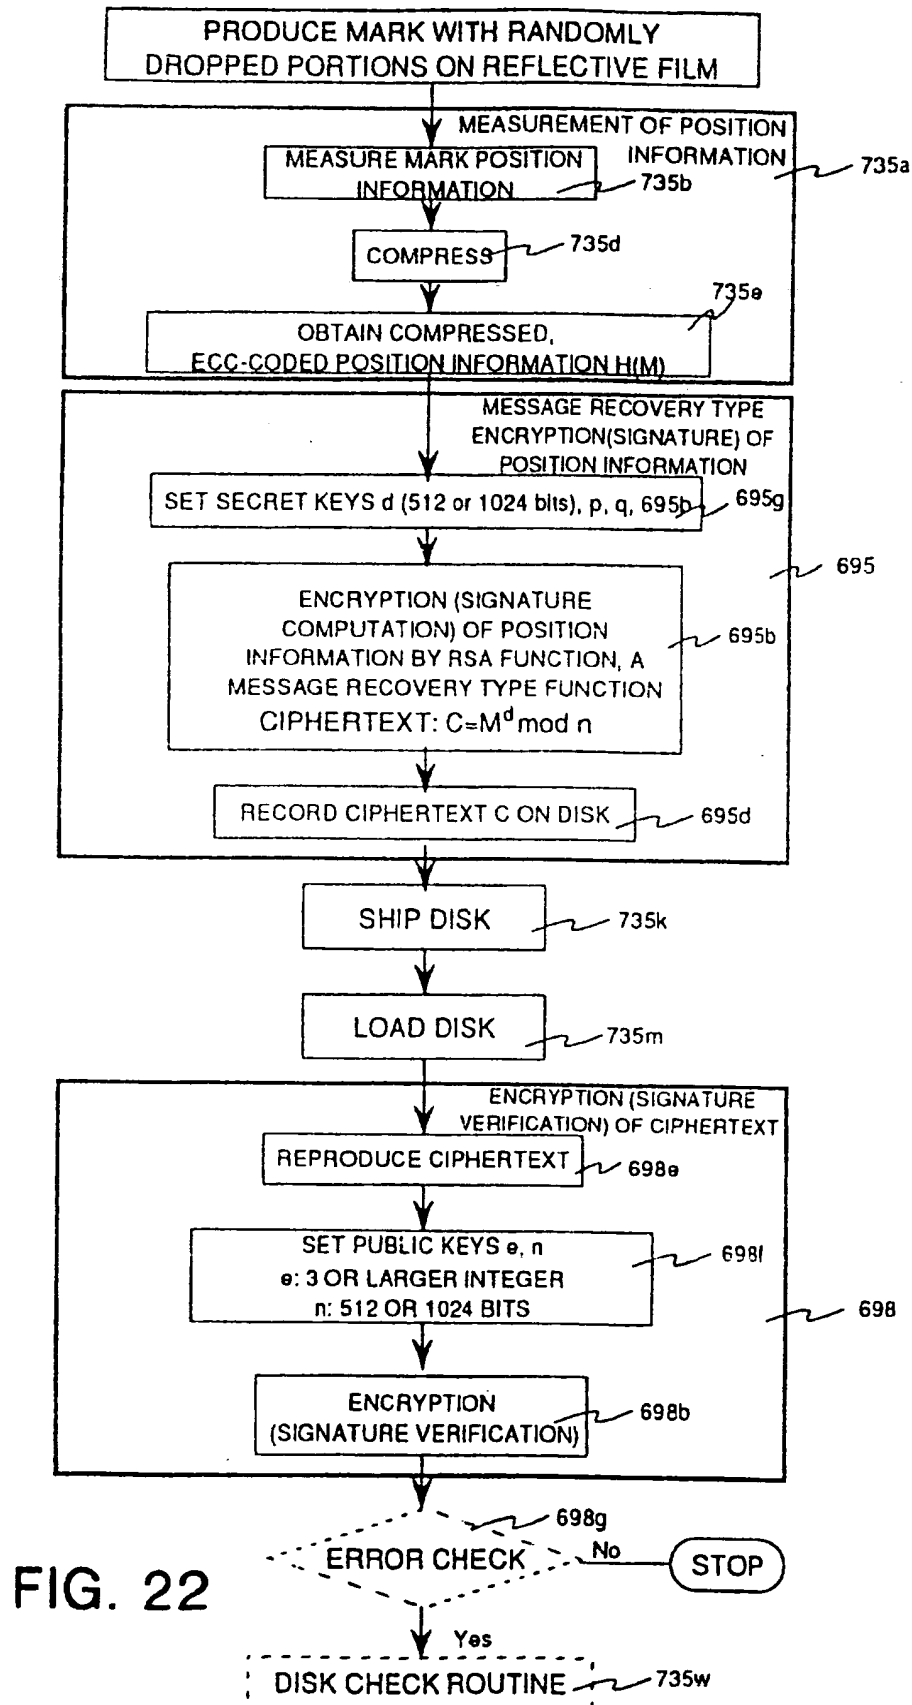 PRODUCE MARK WITH RANDOMLY
DROPPED PORTIONS ON REFLECTIVE FILM
MEASUREMENT OF POSITION
INFORMATION
735a
MEASURE MARK POSITION
INFORMATION
735b
COMPRESS
735d
735e
OBTAIN COMPRESSED,
ECC-CODED POSITION INFORMATION H(M)
MESSAGE RECOVERY TYPE
ENCRYPTION(SIGNATURE) OF
POSITION INFORMATION
SET SECRET KEYS d (512 or 1024 bits), p, q, 695p
695g
695
ENCRYPTION (SIGNATURE
COMPUTATION) OF POSITION
INFORMATION BY RSA FUNCTION, A
MESSAGE RECOVERY TYPE FUNCTION
CIPHERTEXT: C=M^d mod n
695b
RECORD CIPHERTEXT C ON DISK
695d
SHIP DISK
735k
LOAD DISK
735m
ENCRYPTION (SIGNATURE
VERIFICATION) OF CIPHERTEXT
REPRODUCE CIPHERTEXT
698e
SET PUBLIC KEYS e, n
e: 3 OR LARGER INTEGER
n: 512 OR 1024 BITS
698f
698
ENCRYPTION
(SIGNATURE VERIFICATION)
698b
698g
ERROR CHECK
No
STOP
FIG. 22
Yes
DISK CHECK ROUTINE
735w